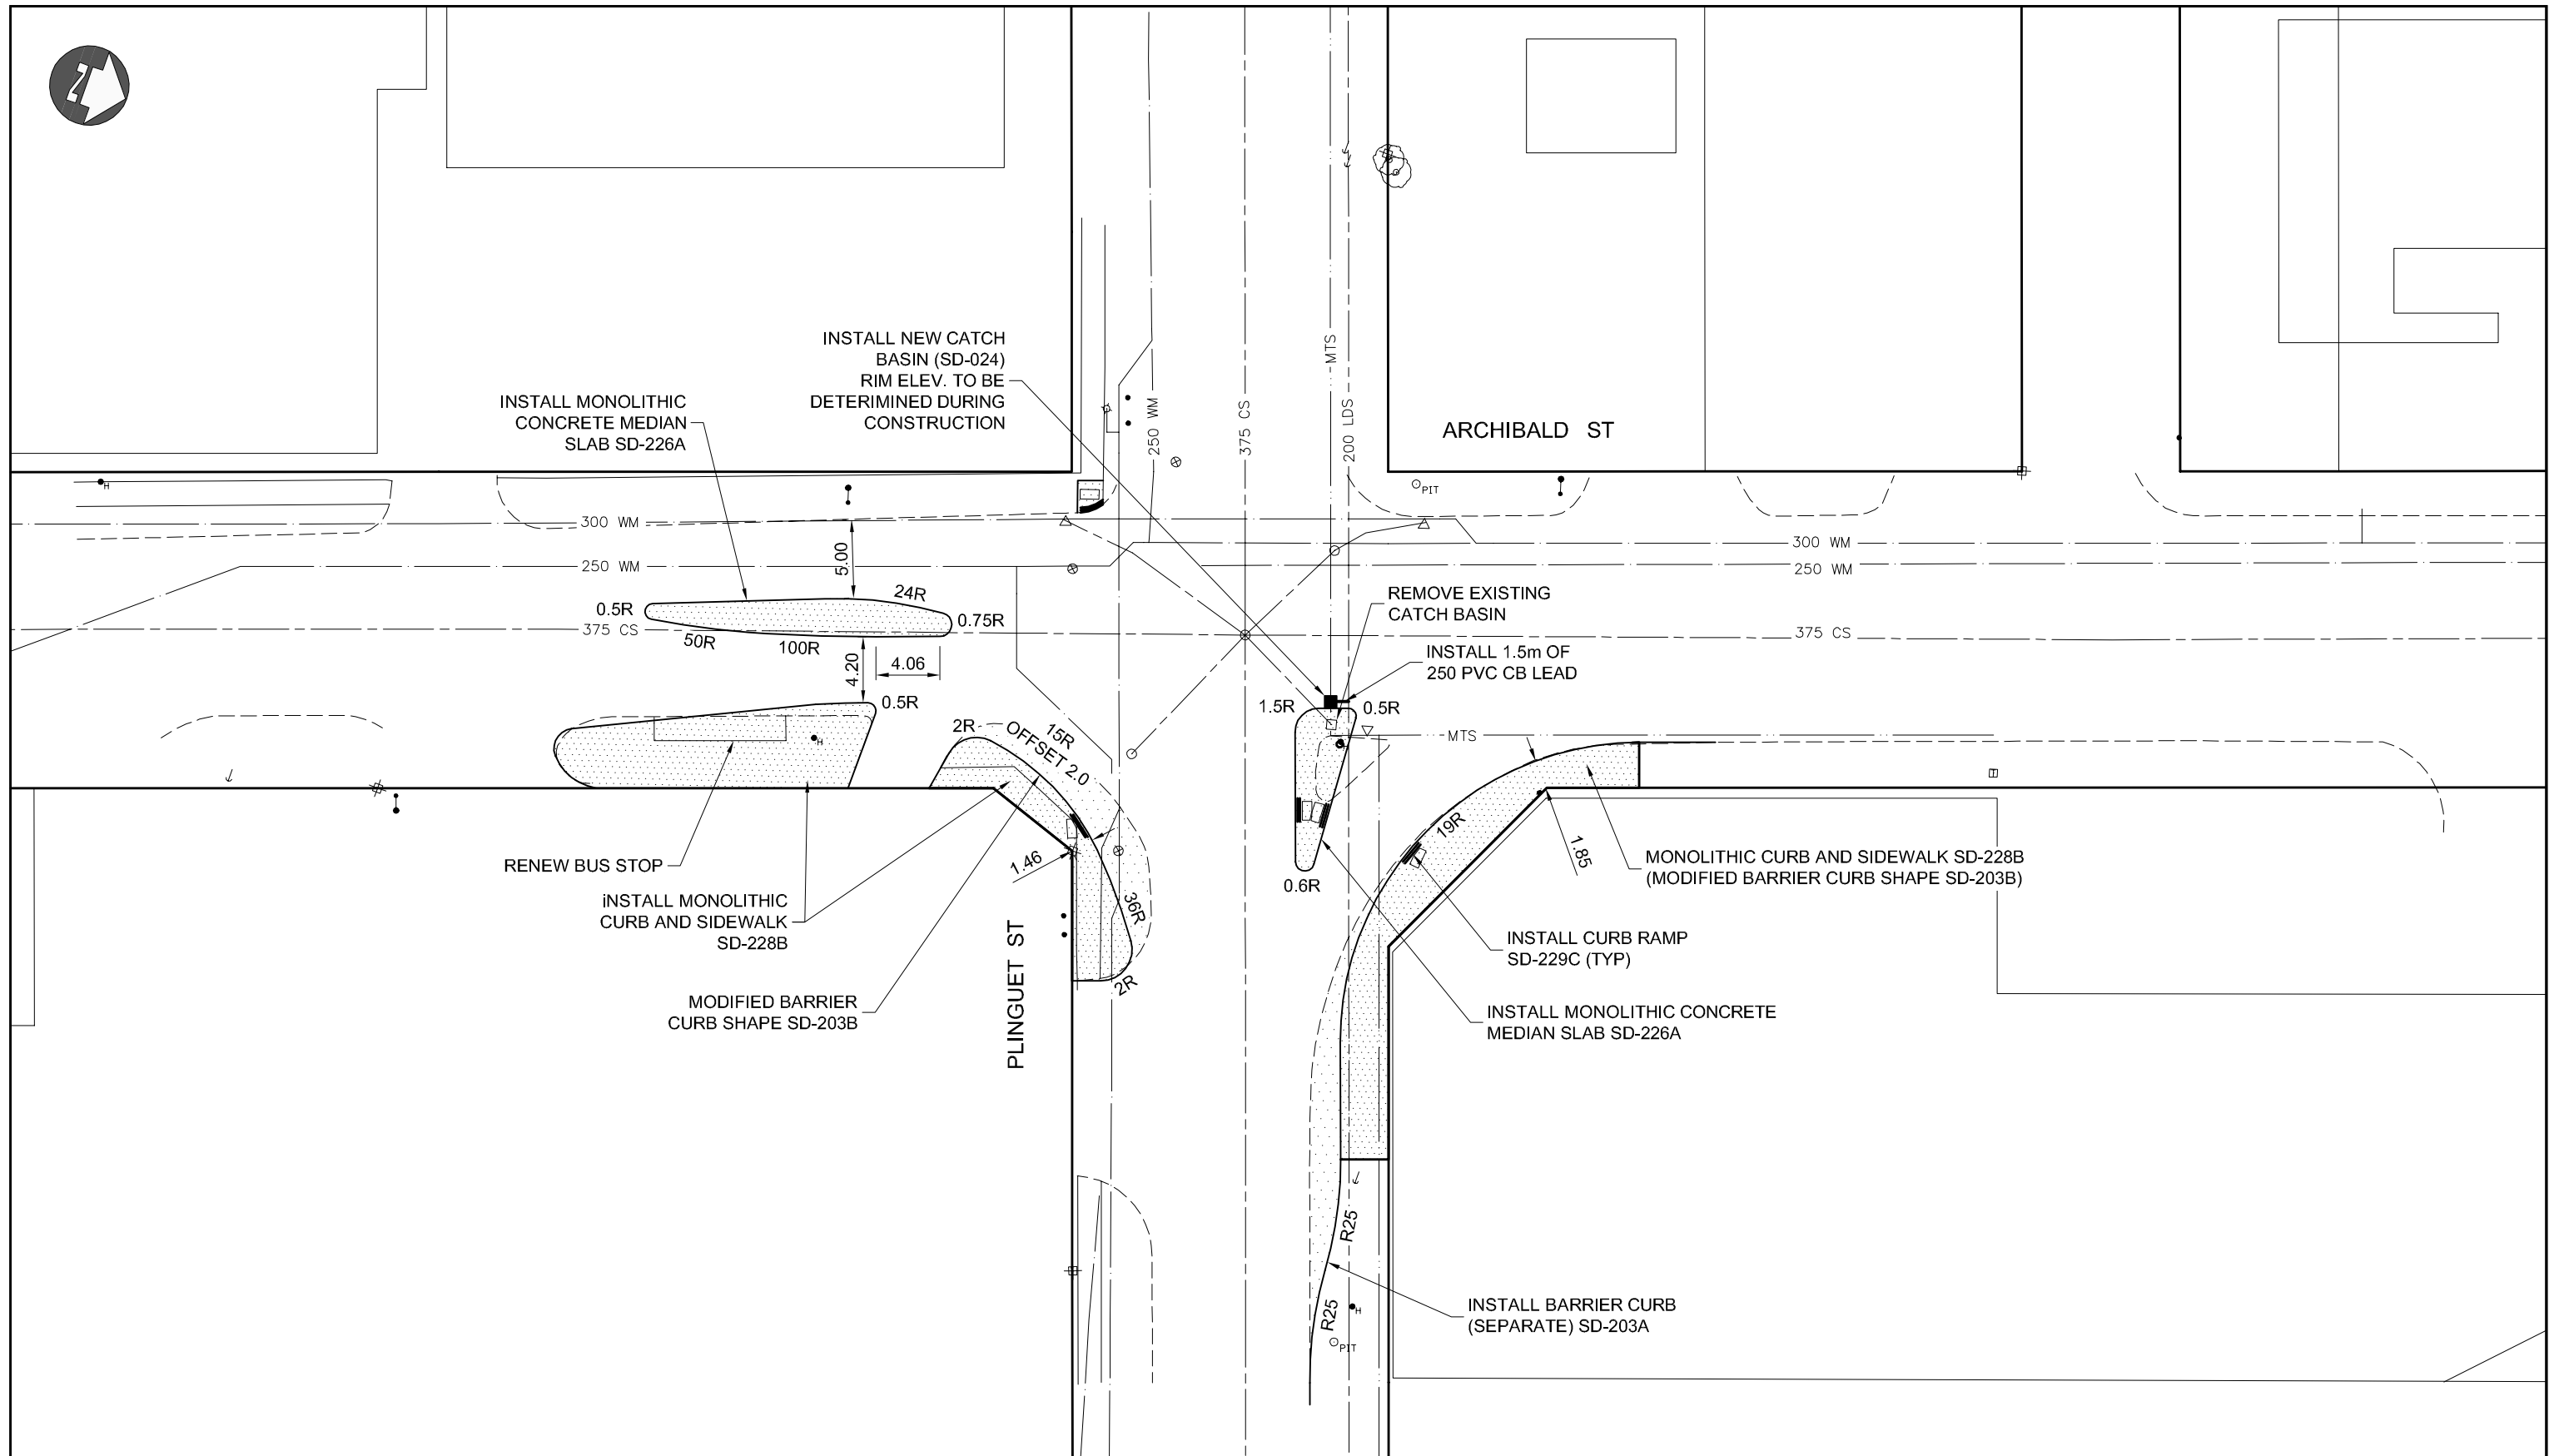 N
INSTALL NEW CATCH
BASIN (SD-024)
RIM ELEV. TO BE
DETERIMINED DURING
CONSTRUCTION
INSTALL MONOLITHIC
CONCRETE MEDIAN
SLAB SD-226A
MTS
250 WM
375 CS
200 LDS
ARCHIBALD ST
H
PIT
300 WM
300 WM
250 WM
250 WM
5.00
24R
0.5R
0.75R
375 CS
375 CS
50R
100R
4.20
4.06
REMOVE EXISTING
CATCH BASIN
INSTALL 1.5m OF
250 PVC CB LEAD
0.5R
1.5R
0.5R
2R
15R
OFFSET 2.0
H
MTS
19R
1.85
1.46
0.6R
36R
2R
RENEW BUS STOP
iNSTALL MONOLITHIC
CURB AND SIDEWALK
SD-228B
MODIFIED BARRIER
CURB SHAPE SD-203B
PLINGUET ST
MONOLITHIC CURB AND SIDEWALK SD-228B
(MODIFIED BARRIER CURB SHAPE SD-203B)
INSTALL CURB RAMP
SD-229C (TYP)
INSTALL MONOLITHIC CONCRETE
MEDIAN SLAB SD-226A
R25
R25
H
PIT
INSTALL BARRIER CURB
(SEPARATE) SD-203A